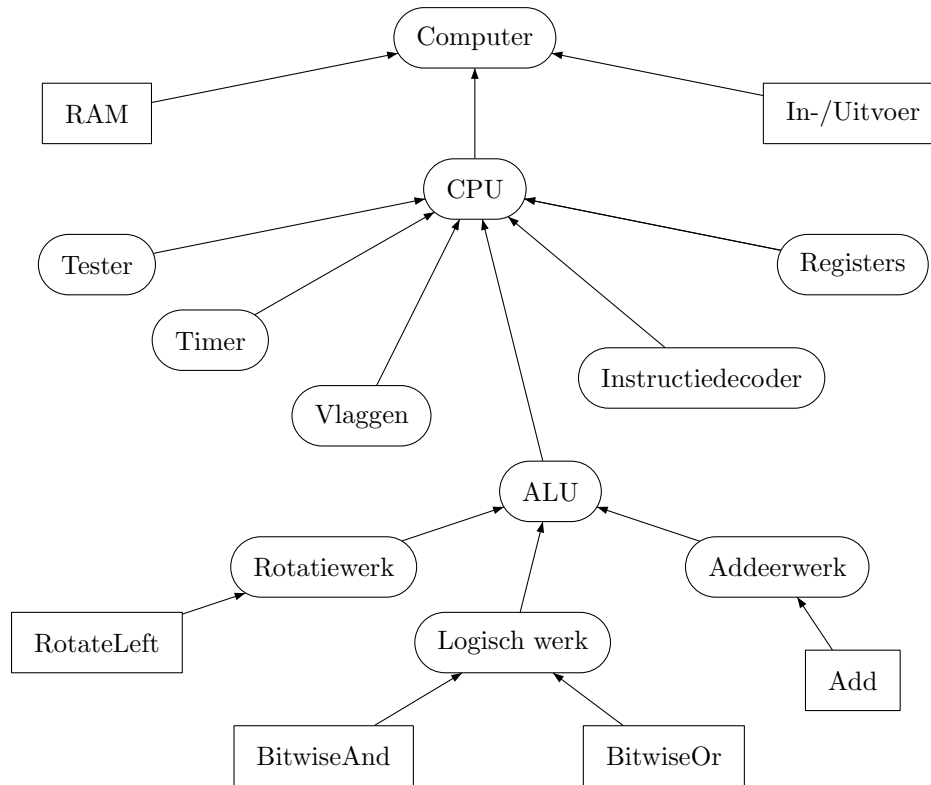 Computer
RAM
In-/Uitvoer
CPU
Tester
Registers
Timer
Instructiedecoder
Vlaggen
ALU
Rotatiewerk
Addeerwerk
RotateLeft
Logisch werk
Add
BitwiseAnd
BitwiseOr